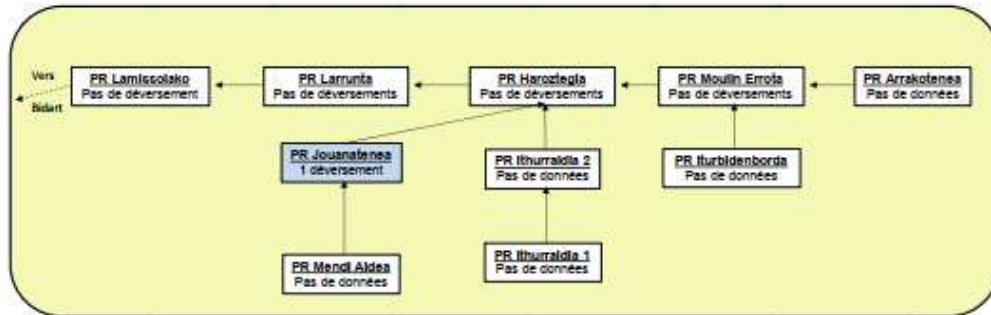 Vers
Bidart
PR Lamissolako
Pas de déversement
PR Larrunta
Pas de déversements
PR Haroztegia
Pas de déversements
PR Moulin Errota
Pas de déversements
PR Arrakotenea
Pas de données
PR Jouanatenea
1 déversement
PR Ithurraldia 2
Pas de données
PR Iturbidenborda
Pas de données
PR Mendi Aldea
Pas de données
PR Ithurraldia 1
Pas de données